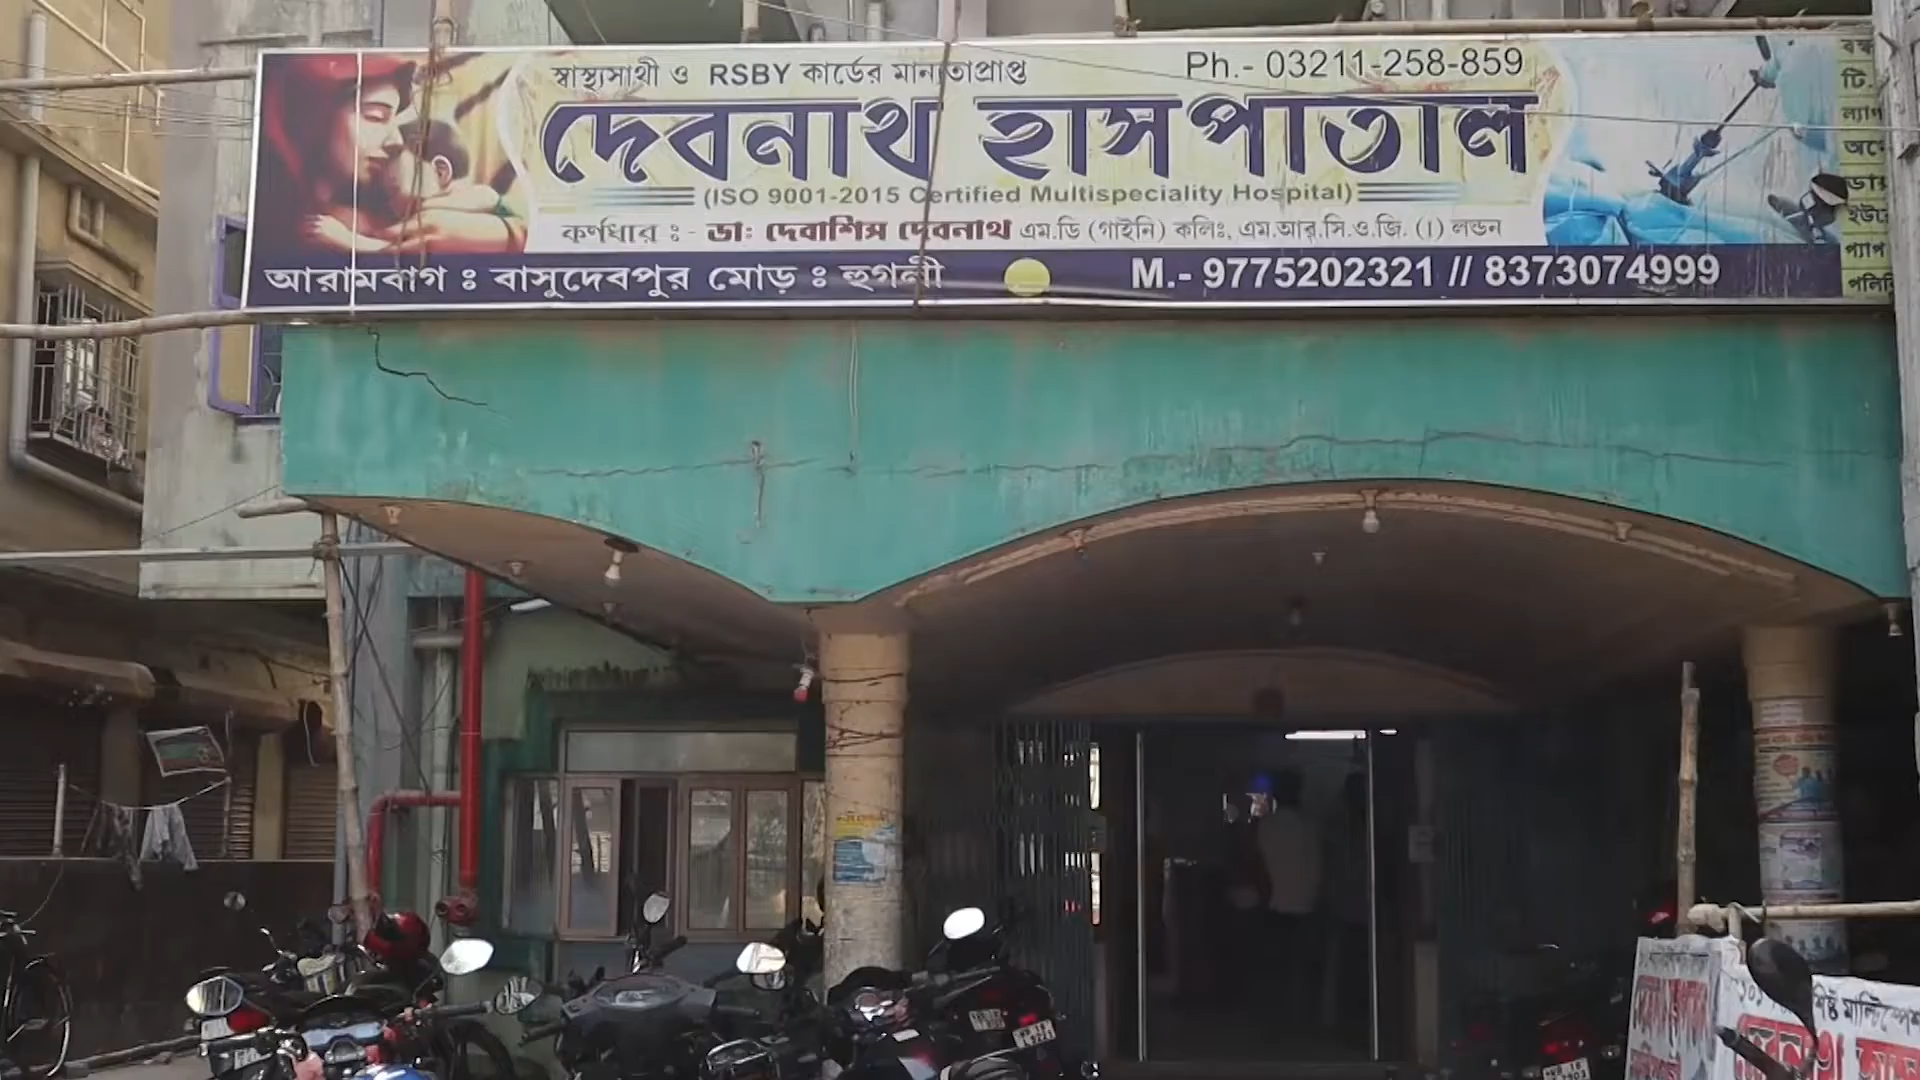 স্বাস্থ্যসাথী ও RSBY কার্ডের মান্যতাপ্রাপ্ত
Ph.- 03211-258-859
দেবনাথ হাসপাতাল
(ISO 9001-2015 Certified Multispeciality Hospital)
কর্ণধার ঃ- ডাঃ দেবাশিস দেবনাথ এম.ডি (গাইনি) কলিঃ, এম.আর.সি.ও.জি. (I) লন্ডন
আরামবাগ ঃ বাসুদেবপুর মোড় ঃ হুগলী
M.- 9775202321 // 8373074999
টি.